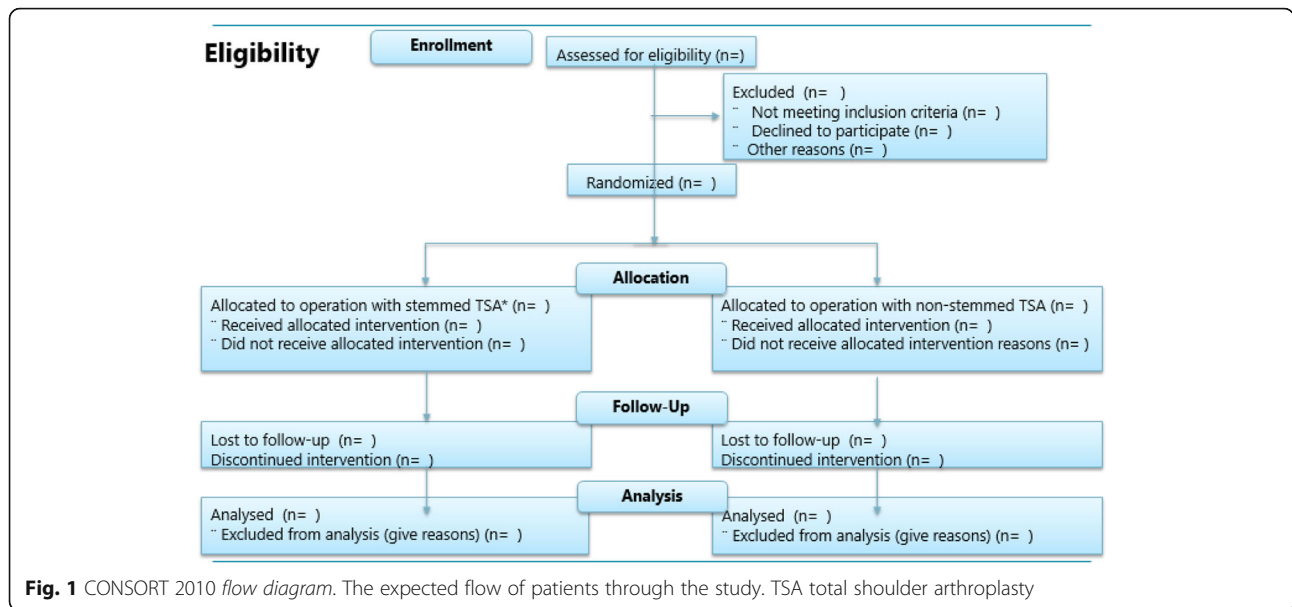 Eligibility
Enrollment
Assessed for eligibility (n=)
Excluded (n= )
¨ Not meeting inclusion criteria (n= )
¨ Declined to participate (n= )
¨ Other reasons (n= )
Randomized (n= )
Allocation
Allocated to operation with stemmed TSA* (n= )
¨ Received allocated intervention (n= )
¨ Did not receive allocated intervention (n= )
Allocated to operation with non-stemmed TSA (n= )
¨ Received allocated intervention (n= )
¨ Did not receive allocated intervention reasons (n= )
Follow-Up
Lost to follow-up (n= )
Discontinued intervention (n= )
Lost to follow-up (n= )
Discontinued intervention (n= )
Analysis
Analysed (n= )
¨ Excluded from analysis (give reasons) (n= )
Analysed (n= )
¨ Excluded from analysis (give reasons) (n= )
Fig. 1 CONSORT 2010 flow diagram. The expected flow of patients through the study. TSA total shoulder arthroplasty